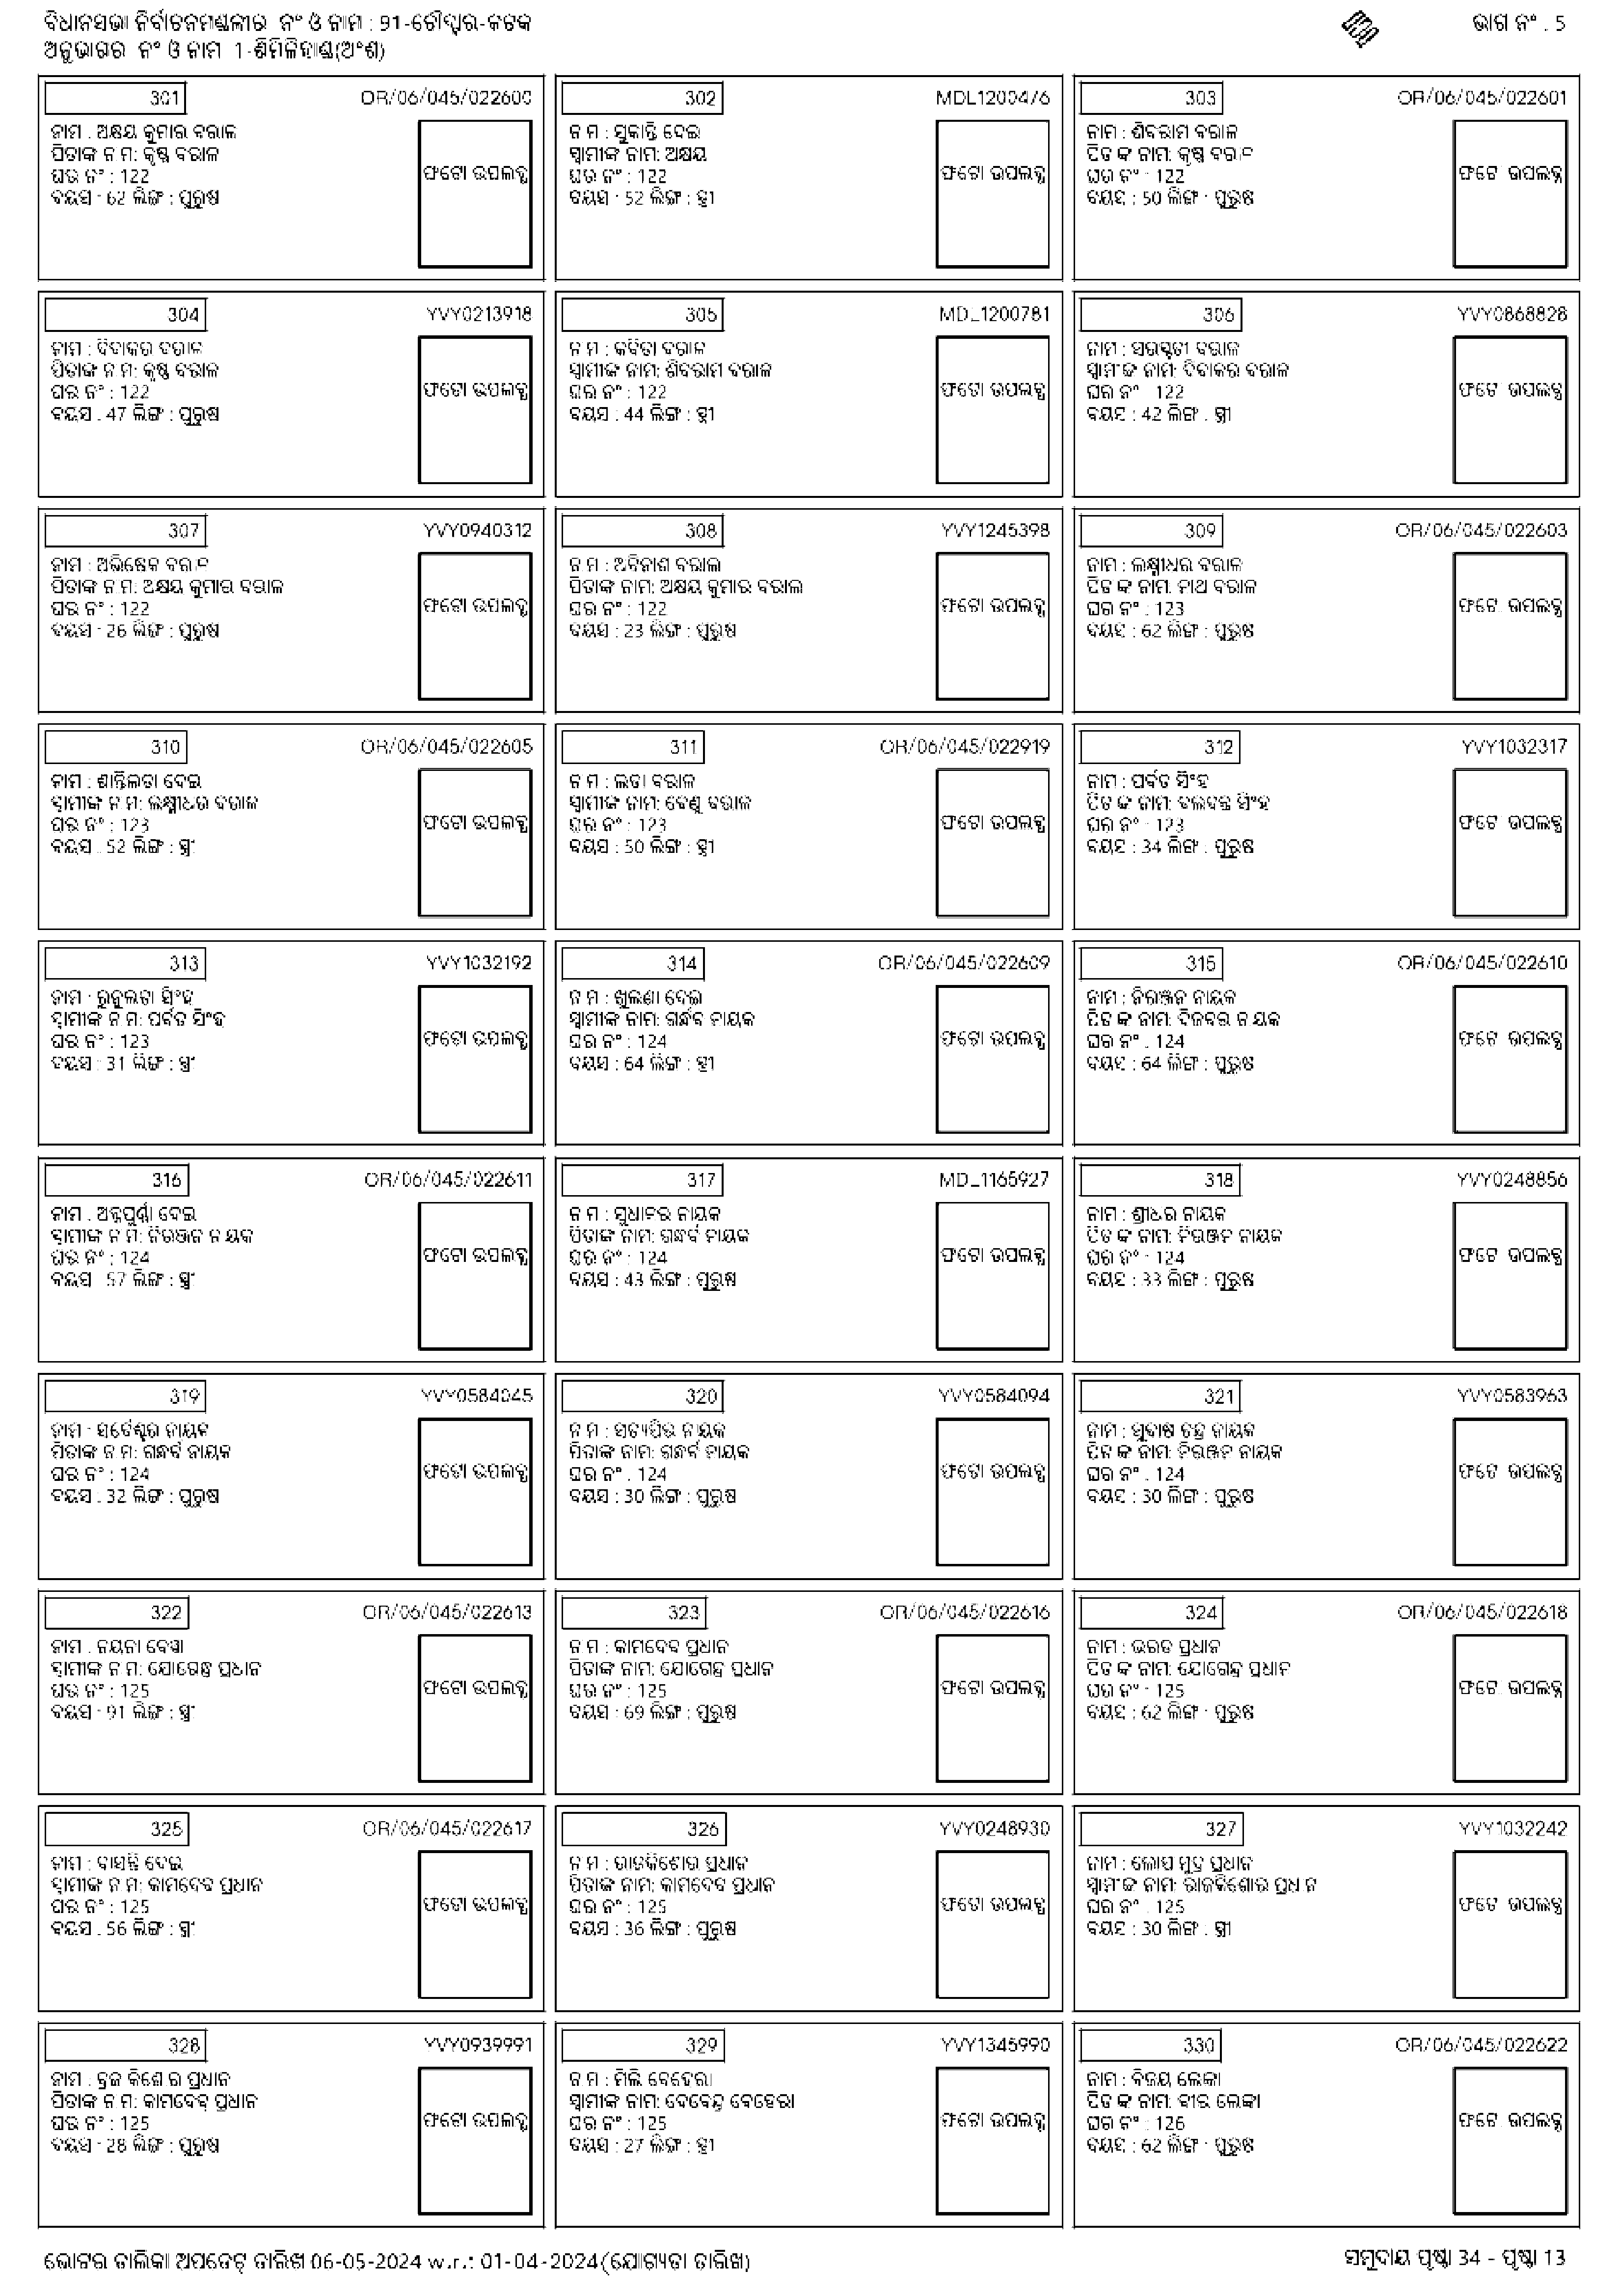 ବିଧାନସଭା ନିର୍ବାଚନମଣ୍ଡଳୀର ନଂ ଓ ନାମ : 91-ଚୌଦ୍ୱାର-କଟକ
ଭାଗ ନଂ : 5
ଅନୁଭାଗର ନଂ ଓ ନାମ 1-ଶିମିଳିହାଣ୍ଡା(ଅଂଶ)
301 OR/06/045/022600
ନାମ : ଅକ୍ଷୟ କୁମାର ବରାଳ
ପିତାଙ୍କ ନାମ: କୃଷ୍ଣ ବରାଳ
ଘର ନଂ : 122
ବୟସ : 62 ଲିଙ୍ଗ : ପୁରୁଷ
ଫଟୋ ଉପଲବ୍ଧ
302 MDL1200476
ନାମ : ସୁକାନ୍ତି ଦେଇ
ସ୍ୱାମୀଙ୍କ ନାମ: ଅକ୍ଷୟ
ଘର ନଂ : 122
ବୟସ : 52 ଲିଙ୍ଗ : ସ୍ତ୍ରୀ
ଫଟୋ ଉପଲବ୍ଧ
303 OR/06/045/022601
ନାମ : ଶିବରାମ ବରାଳ
ପିତାଙ୍କ ନାମ: କୃଷ୍ଣ ବରାଳ
ଘର ନଂ : 122
ବୟସ : 50 ଲିଙ୍ଗ : ପୁରୁଷ
ଫଟୋ ଉପଲବ୍ଧ
304 YVY0213918
ନାମ : ଦିବାକର ବରାଳ
ପିତାଙ୍କ ନାମ: କୃଷ୍ଣ ବରାଳ
ଘର ନଂ : 122
ବୟସ : 47 ଲିଙ୍ଗ : ପୁରୁଷ
ଫଟୋ ଉପଲବ୍ଧ
305 MDL1200781
ନାମ : କବିତା ବରାଳ
ସ୍ୱାମୀଙ୍କ ନାମ: ଶିବରାମ ବରାଳ
ଘର ନଂ : 122
ବୟସ : 44 ଲିଙ୍ଗ : ସ୍ତ୍ରୀ
ଫଟୋ ଉପଲବ୍ଧ
306 YVY0868828
ନାମ : ସରସ୍ୱତୀ ବରାଳ
ସ୍ୱାମୀଙ୍କ ନାମ: ଦିବାକର ବରାଳ
ଘର ନଂ : 122
ବୟସ : 42 ଲିଙ୍ଗ : ସ୍ତ୍ରୀ
ଫଟୋ ଉପଲବ୍ଧ
307 YVY0940312
ନାମ : ଅଭିଷେକ ବରାଳ
ପିତାଙ୍କ ନାମ: ଅକ୍ଷୟ କୁମାର ବରାଳ
ଘର ନଂ : 122
ବୟସ : 26 ଲିଙ୍ଗ : ପୁରୁଷ
ଫଟୋ ଉପଲବ୍ଧ
308 YVY1245398
ନାମ : ଅବିନାଶ ବରାଲ
ପିତାଙ୍କ ନାମ: ଅକ୍ଷୟ କୁମାର ବରାଲ
ଘର ନଂ : 122
ବୟସ : 23 ଲିଙ୍ଗ : ପୁରୁଷ
ଫଟୋ ଉପଲବ୍ଧ
309 OR/06/045/022603
ନାମ : ଲକ୍ଷ୍ମୀଧର ବରାଳ
ପିତାଙ୍କ ନାମ: ନାଥ ବରାଳ
ଘର ନଂ : 123
ବୟସ : 62 ଲିଙ୍ଗ : ପୁରୁଷ
ଫଟୋ ଉପଲବ୍ଧ
310 OR/06/045/022605
ନାମ : ଶାନ୍ତିଲତା ଦେଇ
ସ୍ୱାମୀଙ୍କ ନାମ: ଲକ୍ଷ୍ମୀଧର ବରାଳ
ଘର ନଂ : 123
ବୟସ : 52 ଲିଙ୍ଗ : ସ୍ତ୍ରୀ
ଫଟୋ ଉପଲବ୍ଧ
311 OR/06/045/022919
ନାମ : ଲତା ବରାଳ
ସ୍ୱାମୀଙ୍କ ନାମ: ବେଣୁ ବରାଳ
ଘର ନଂ : 123
ବୟସ : 50 ଲିଙ୍ଗ : ସ୍ତ୍ରୀ
ଫଟୋ ଉପଲବ୍ଧ
312 YVY1032317
ନାମ : ପର୍ବତ ସିଂହ
ପିତାଙ୍କ ନାମ: ବଳବନ୍ତ ସିଂହ
ଘର ନଂ : 123
ବୟସ : 34 ଲିଙ୍ଗ : ପୁରୁଷ
ଫଟୋ ଉପଲବ୍ଧ
313 YVY1032192
ନାମ : ରୁନୁଲତା ସିଂହ
ସ୍ୱାମୀଙ୍କ ନାମ: ପର୍ବତ ସିଂହ
ଘର ନଂ : 123
ବୟସ : 31 ଲିଙ୍ଗ : ସ୍ତ୍ରୀ
ଫଟୋ ଉପଲବ୍ଧ
314 OR/06/045/022609
ନାମ : ଖୁଲଣା ଦେଇ
ସ୍ୱାମୀଙ୍କ ନାମ: ଗର୍ନ୍ଧବ ନାୟକ
ଘର ନଂ : 124
ବୟସ : 64 ଲିଙ୍ଗ : ସ୍ତ୍ରୀ
ଫଟୋ ଉପଲବ୍ଧ
315 OR/06/045/022610
ନାମ : ନିରଞ୍ଜନ ନାୟକ
ପିତାଙ୍କ ନାମ: ଦିଜବର ନାୟକ
ଘର ନଂ : 124
ବୟସ : 64 ଲିଙ୍ଗ : ପୁରୁଷ
ଫଟୋ ଉପଲବ୍ଧ
316 OR/06/045/022611
ନାମ : ଅନ୍ନପୁର୍ଣ୍ଣା ଦେଇ
ସ୍ୱାମୀଙ୍କ ନାମ: ନିରଞ୍ଜନ ନାୟକ
ଘର ନଂ : 124
ବୟସ : 57 ଲିଙ୍ଗ : ସ୍ତ୍ରୀ
ଫଟୋ ଉପଲବ୍ଧ
317 MDL1165927
ନାମ : ସୁଧାକର ନାୟକ
ପିତାଙ୍କ ନାମ: ଗନ୍ଧର୍ବ ନାୟକ
ଘର ନଂ : 124
ବୟସ : 43 ଲିଙ୍ଗ : ପୁରୁଷ
ଫଟୋ ଉପଲବ୍ଧ
318 YVY0248856
ନାମ : ଶ୍ରୀଧର ନାୟକ
ପିତାଙ୍କ ନାମ: ନିରଞ୍ଜନ ନାୟକ
ଘର ନଂ : 124
ବୟସ : 33 ଲିଙ୍ଗ : ପୁରୁଷ
ଫଟୋ ଉପଲବ୍ଧ
319 YVY0584045
ନାମ : ସର୍ବେଶ୍ୱର ନାୟକ
ପିତାଙ୍କ ନାମ: ଗନ୍ଧର୍ବ ନାୟକ
ଘର ନଂ : 124
ବୟସ : 32 ଲିଙ୍ଗ : ପୁରୁଷ
ଫଟୋ ଉପଲବ୍ଧ
320 YVY0584094
ନାମ : ସତ୍ୟପିର ନାୟକ
ପିତାଙ୍କ ନାମ: ଗନ୍ଧର୍ବ ନାୟକ
ଘର ନଂ : 124
ବୟସ : 30 ଲିଙ୍ଗ : ପୁରୁଷ
ଫଟୋ ଉପଲବ୍ଧ
321 YVY0583963
ନାମ : ସୁବାଷ ଚନ୍ଦ୍ର ନାୟକ
ପିତାଙ୍କ ନାମ: ନିରଞ୍ଜନ ନାୟକ
ଘର ନଂ : 124
ବୟସ : 30 ଲିଙ୍ଗ : ପୁରୁଷ
ଫଟୋ ଉପଲବ୍ଧ
322 OR/06/045/022613
ନାମ : ନୟନା ବେୱା
ସ୍ୱାମୀଙ୍କ ନାମ: ଯୋଗେନ୍ଦ୍ର ପ୍ରଧାନ
ଘର ନଂ : 125
ବୟସ : 91 ଲିଙ୍ଗ : ସ୍ତ୍ରୀ
ଫଟୋ ଉପଲବ୍ଧ
323 OR/06/045/022616
ନାମ : କାମଦେବ ପ୍ରଧାନ
ପିତାଙ୍କ ନାମ: ଯୋଗେନ୍ଦ୍ର ପ୍ରଧାନ
ଘର ନଂ : 125
ବୟସ : 69 ଲିଙ୍ଗ : ପୁରୁଷ
ଫଟୋ ଉପଲବ୍ଧ
324 OR/06/045/022618
ନାମ : ଭରତ ପ୍ରଧାନ
ପିତାଙ୍କ ନାମ: ଯୋଗେନ୍ଦ୍ର ପ୍ରଧାନ
ଘର ନଂ : 125
ବୟସ : 62 ଲିଙ୍ଗ : ପୁରୁଷ
ଫଟୋ ଉପଲବ୍ଧ
325 OR/06/045/022617
ନାମ : ବାସନ୍ତି ଦେଇ
ସ୍ୱାମୀଙ୍କ ନାମ: କାମଦେବ ପ୍ରଧାନ
ଘର ନଂ : 125
ବୟସ : 56 ଲିଙ୍ଗ : ସ୍ତ୍ରୀ
ଫଟୋ ଉପଲବ୍ଧ
326 YVY0248930
ନାମ : ରାଜକିଶୋର ପ୍ରଧାନ
ପିତାଙ୍କ ନାମ: କାମଦେବ ପ୍ରଧାନ
ଘର ନଂ : 125
ବୟସ : 36 ଲିଙ୍ଗ : ପୁରୁଷ
ଫଟୋ ଉପଲବ୍ଧ
327 YVY1032242
ନାମ : ଲୋପାମୁଦ୍ରା ପ୍ରଧାନ
ସ୍ୱାମୀଙ୍କ ନାମ: ରାଜକିଶୋର ପ୍ରଧାନ
ଘର ନଂ : 125
ବୟସ : 30 ଲିଙ୍ଗ : ସ୍ତ୍ରୀ
ଫଟୋ ଉପଲବ୍ଧ
328 YVY0939991
ନାମ : ବ୍ରଜ କିଶୋର ପ୍ରଧାନ
ପିତାଙ୍କ ନାମ: କାମଦେବ ପ୍ରଧାନ
ଘର ନଂ : 125
ବୟସ : 28 ଲିଙ୍ଗ : ପୁରୁଷ
ଫଟୋ ଉପଲବ୍ଧ
329 YVY1345990
ନାମ : ମିଲି ବେହେରା
ସ୍ୱାମୀଙ୍କ ନାମ: ଦେବେନ୍ଦ୍ର ବେହେରା
ଘର ନଂ : 125
ବୟସ : 27 ଲିଙ୍ଗ : ସ୍ତ୍ରୀ
ଫଟୋ ଉପଲବ୍ଧ
330 OR/06/045/022622
ନାମ : ବିଜୟ ଲେଙ୍କା
ପିତାଙ୍କ ନାମ: ବୀର ଲେଙ୍କା
ଘର ନଂ : 126
ବୟସ : 62 ଲିଙ୍ଗ : ପୁରୁଷ
ଫଟୋ ଉପଲବ୍ଧ
ଭୋଟର ତାଲିକା ଅପଡେଟ୍ ତାରିଖ 06-05-2024 w.r.: 01-04-2024(ଯୋଗ୍ୟତା ତାରିଖ)
ସମୁଦାୟ ପୃଷ୍ଠା 34 - ପୃଷ୍ଠା 13